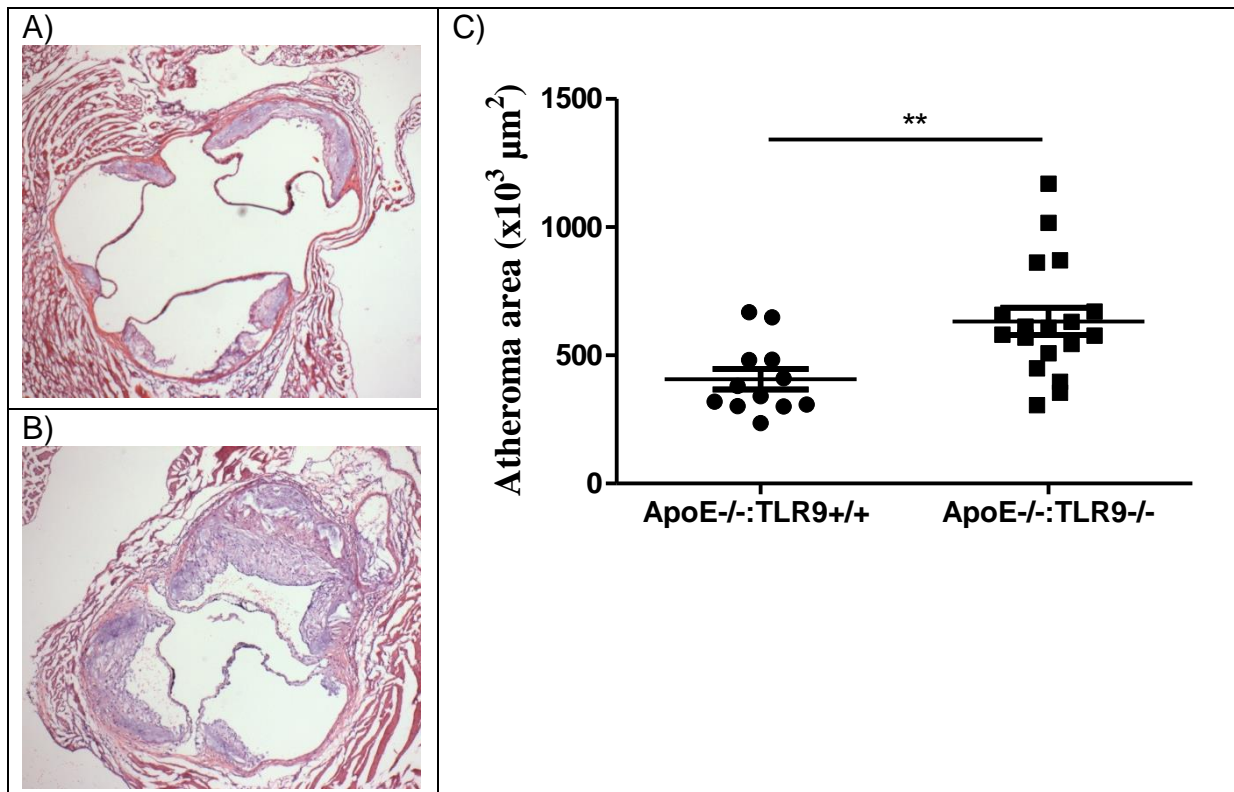 A)
B)
C)
Atheroma area (x10³ µm²)
1500
1000
500
0
**
ApoE-/-:TLR9+/+
ApoE-/-:TLR9-/-